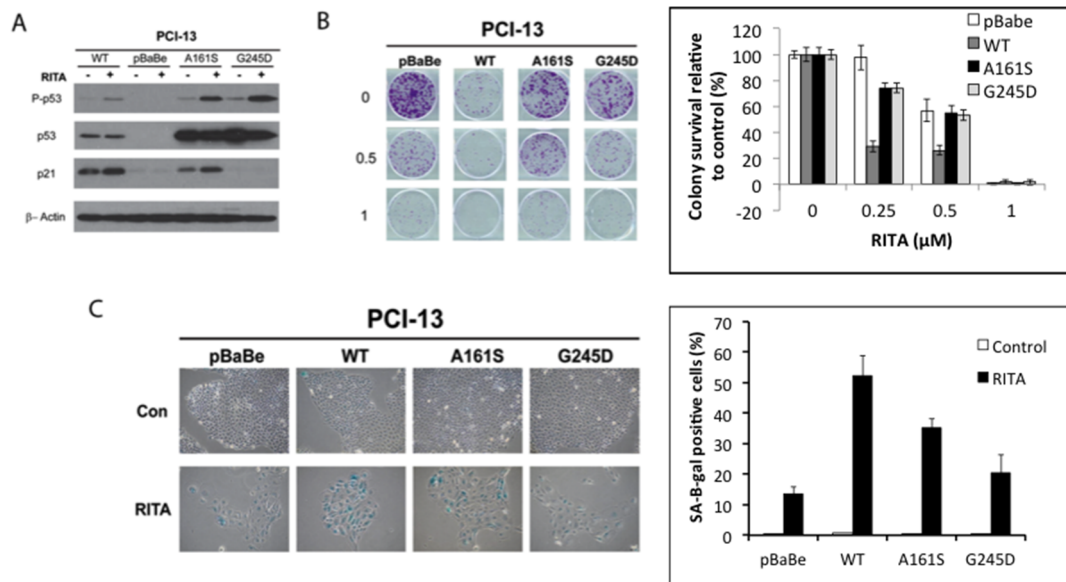 A
PCI-13
WT pBaBe A161S G245D
RITA - + - + - + - +
P-p53
p53
p21
β– Actin
B
PCI-13
pBaBe WT A161S G245D
0
0.5
1
pBabe
WT
A161S
G245D
Colony survival relative
to control (%)
120
100
80
60
40
20
0
-20
0 0.25 0.5 1
RITA (µM)
C
PCI-13
pBaBe WT A161S G245D
Con
RITA
SA-B-gal positive cells (%)
70
60
50
40
30
20
10
0
Control
RITA
pBaBe WT A161S G245D